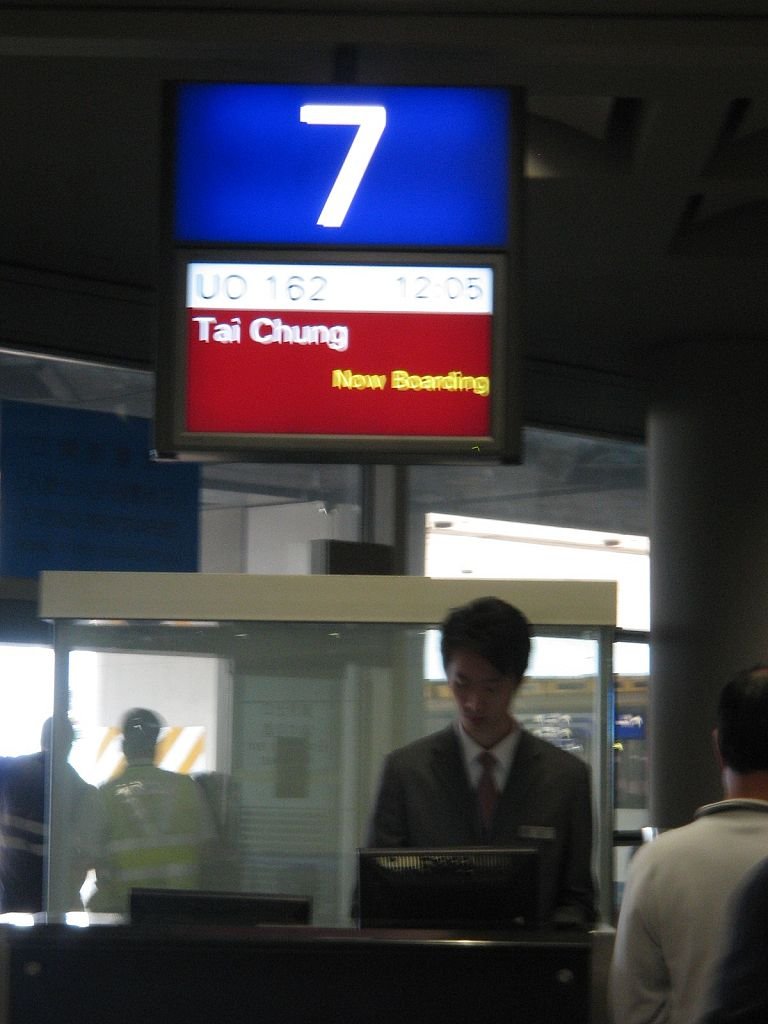 7
UO 162 12:05
Tai Chung
Now Boarding